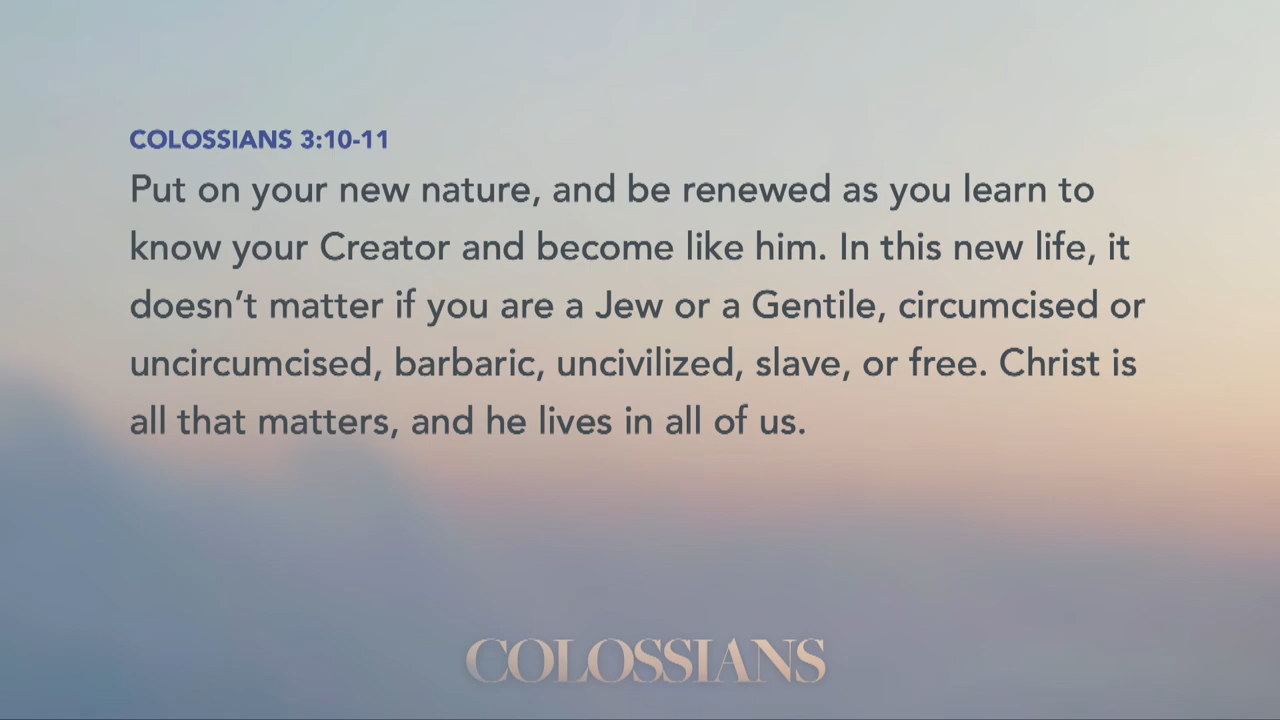 COLOSSIANS 3:10-11
Put on your new nature, and be renewed as you learn to
know your Creator and become like him. In this new life, it
doesn’t matter if you are a Jew or a Gentile, circumcised or
uncircumcised, barbaric, uncivilized, slave, or free. Christ is
all that matters, and he lives in all of us.
COLOSSIANS